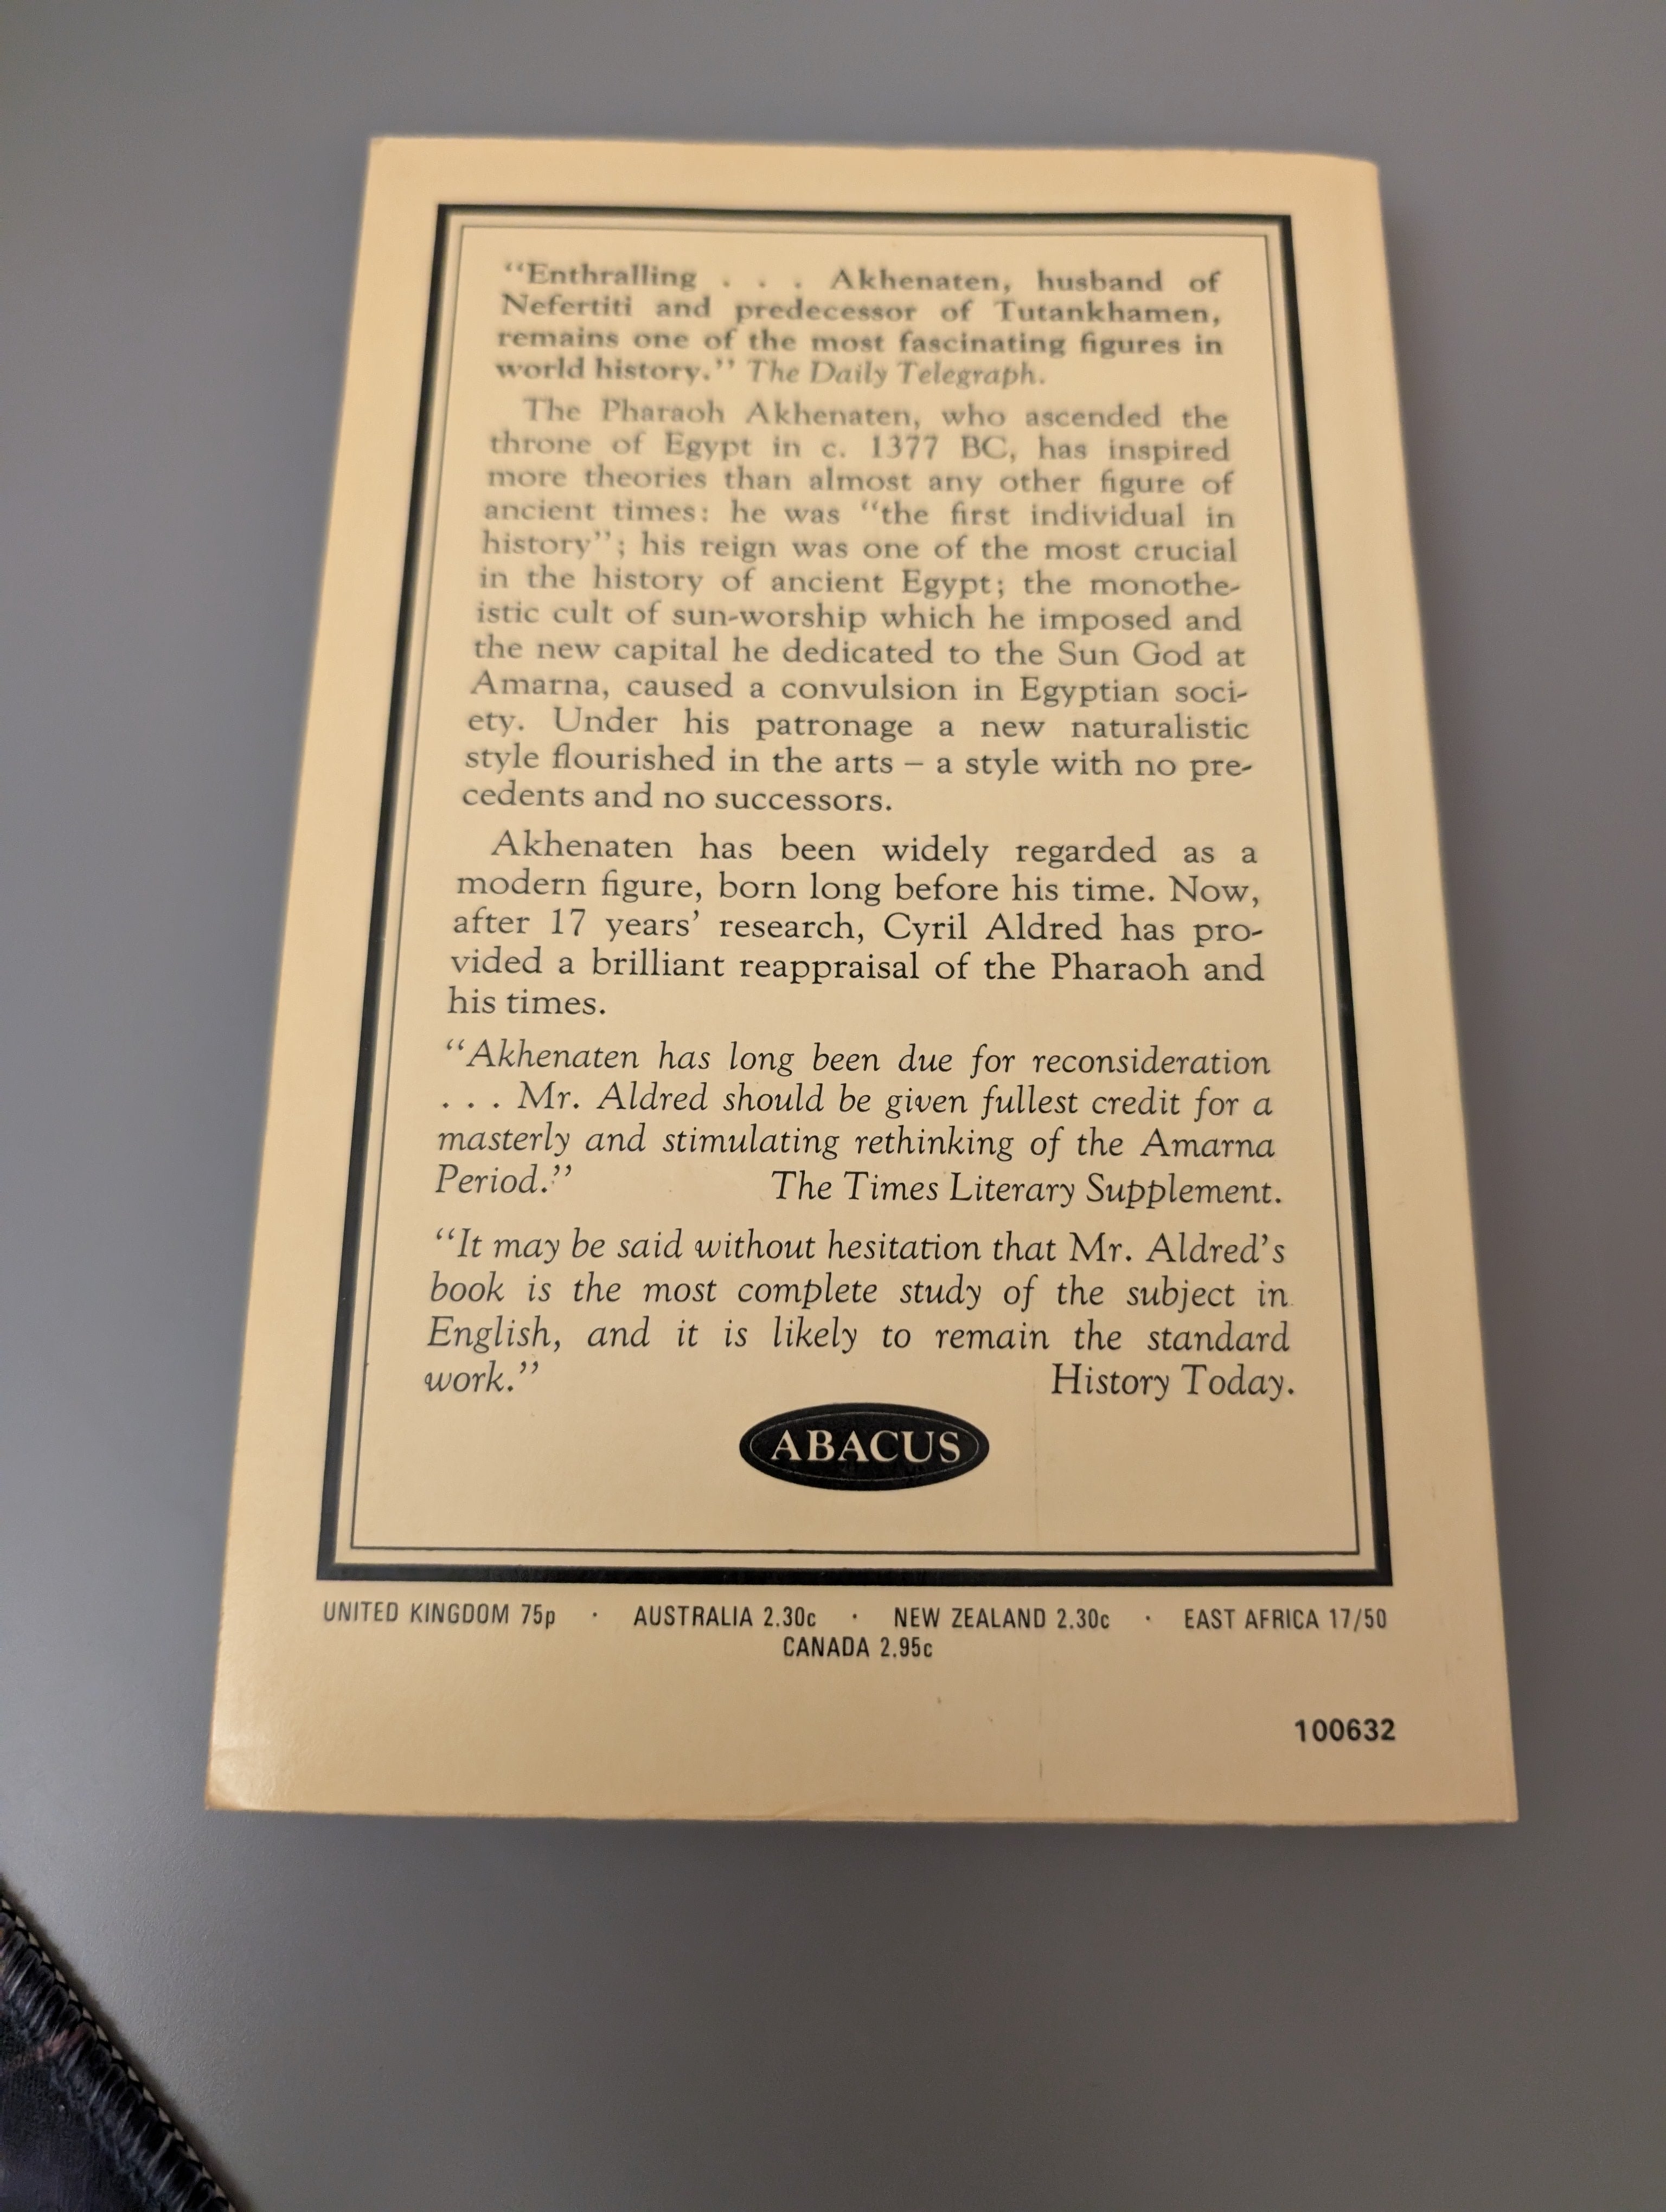 “Enthralling . . . Akhenaten, husband of
Nefertiti and predecessor of Tutankhamen,
remains one of the most fascinating figures in
world history.” The Daily Telegraph.
The Pharaoh Akhenaten, who ascended the
throne of Egypt in c. 1377 BC, has inspired
more theories than almost any other figure of
ancient times: he was “the first individual in
history”; his reign was one of the most crucial
in the history of ancient Egypt; the monothe-
istic cult of sun-worship which he imposed and
the new capital he dedicated to the Sun God at
Amarna, caused a convulsion in Egyptian soci-
ety. Under his patronage a new naturalistic
style flourished in the arts – a style with no pre-
cedents and no successors.
Akhenaten has been widely regarded as a
modern figure, born long before his time. Now,
after 17 years’ research, Cyril Aldred has pro-
vided a brilliant reappraisal of the Pharaoh and
his times.
“Akhenaten has long been due for reconsideration
. . . Mr. Aldred should be given fullest credit for a
masterly and stimulating rethinking of the Amarna
Period.” The Times Literary Supplement.
“It may be said without hesitation that Mr. Aldred’s
book is the most complete study of the subject in
English, and it is likely to remain the standard
work.” History Today.
ABACUS
UNITED KINGDOM 75p · AUSTRALIA 2.30c · NEW ZEALAND 2.30c · EAST AFRICA 17/50
CANADA 2.95c
100632